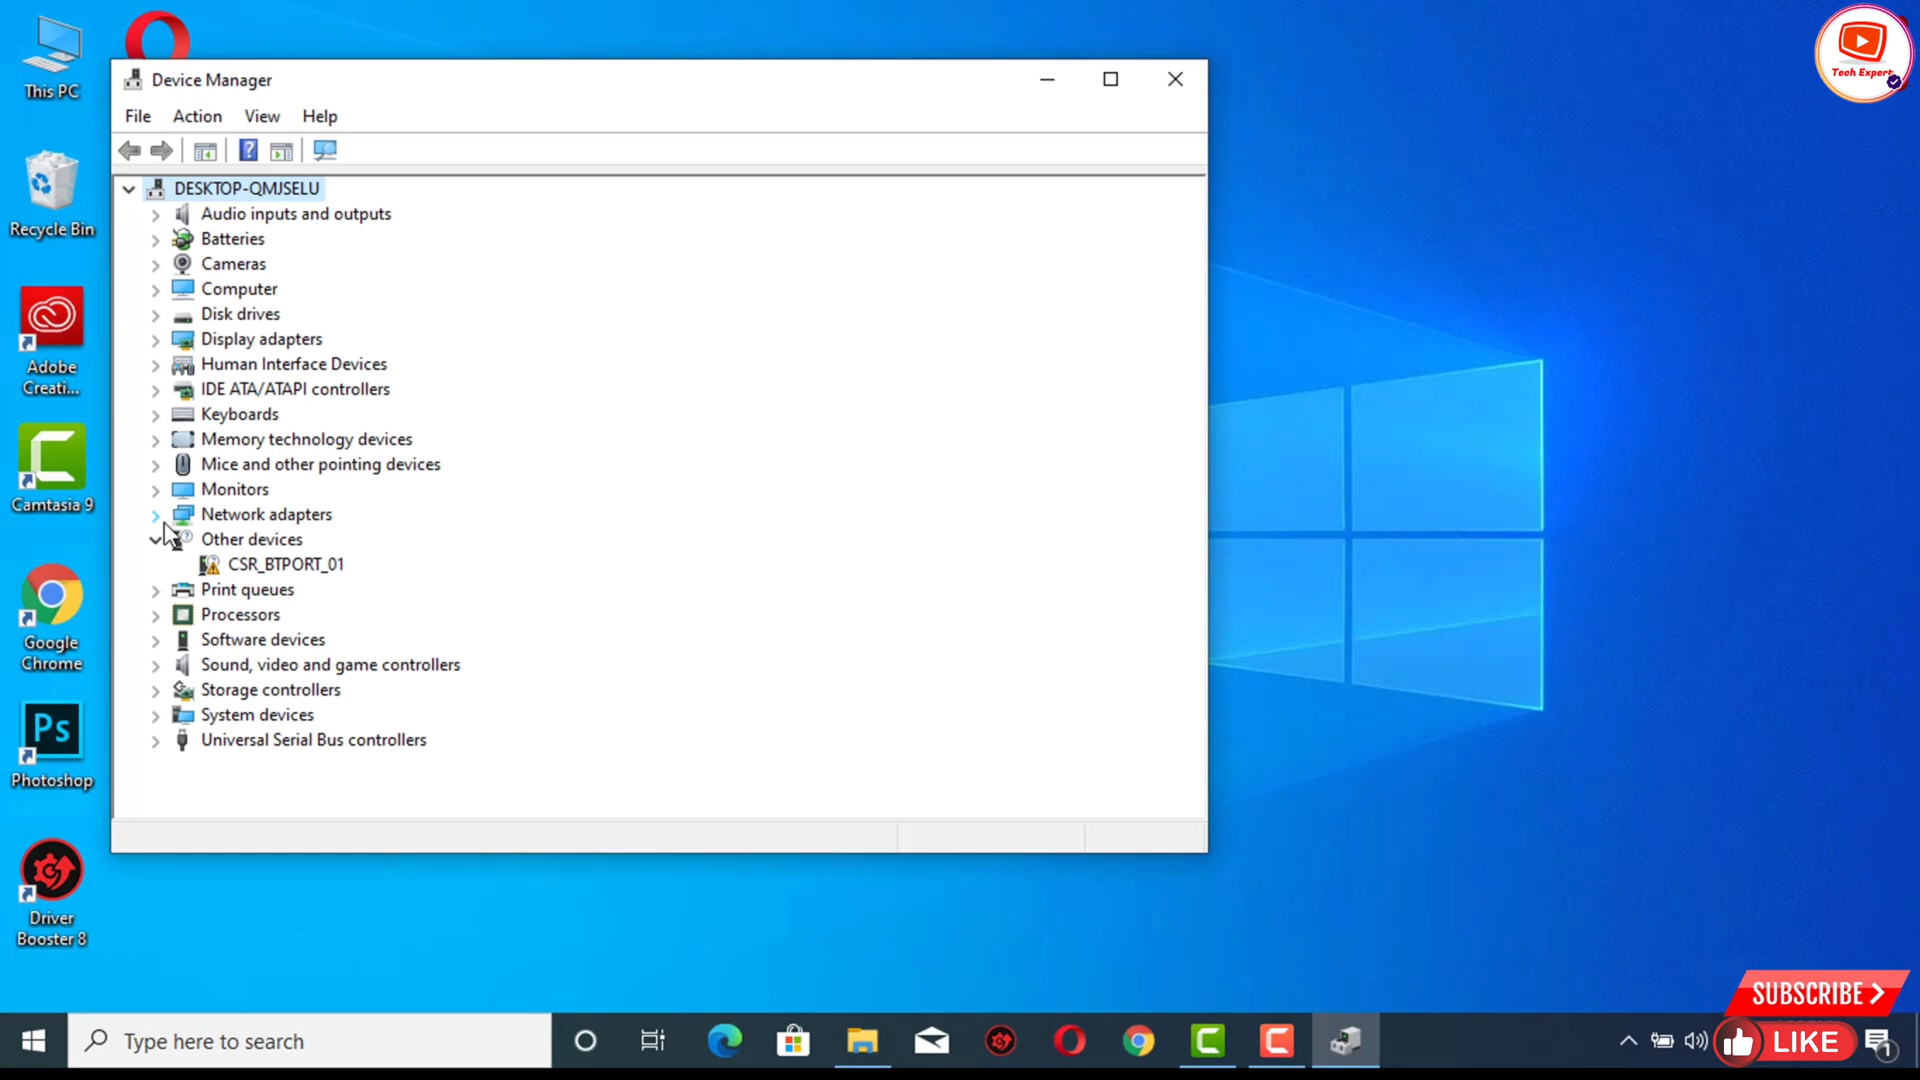 This PC
Recycle Bin
Adobe
Creati...
Camtasia 9
Google
Chrome
Ps
Photoshop
Driver
Booster 8
Device Manager
File Action View Help
DESKTOP-QMJSELU
Audio inputs and outputs
Batteries
Cameras
Computer
Disk drives
Display adapters
Human Interface Devices
IDE ATA/ATAPI controllers
Keyboards
Memory technology devices
Mice and other pointing devices
Monitors
Network adapters
Other devices
CSR_BTPORT_01
Print queues
Processors
Software devices
Sound, video and game controllers
Storage controllers
System devices
Universal Serial Bus controllers
Tech Expert
SUBSCRIBE
LIKE
Type here to search
1